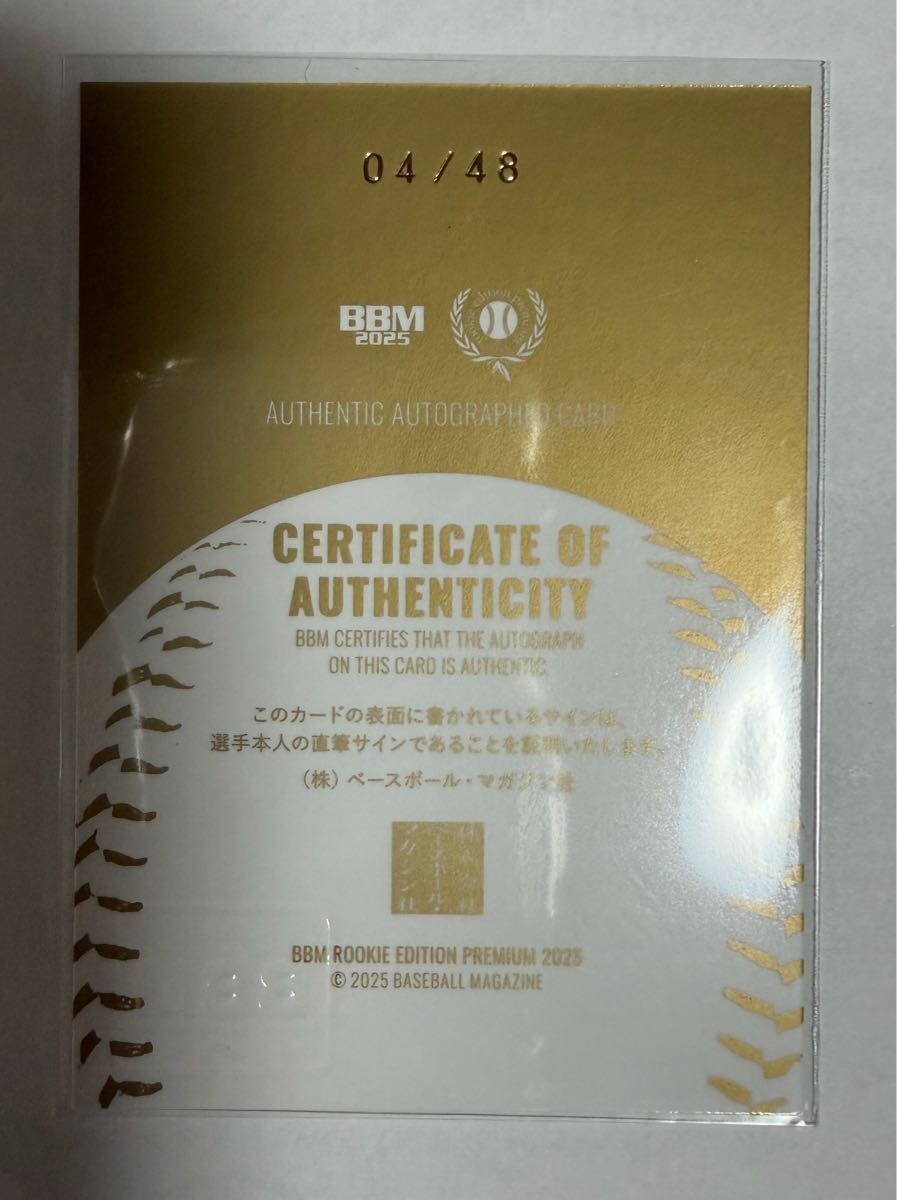 04/48
BBM
2025
rookie edition premium
AUTHENTIC AUTOGRAPHED CARD
CERTIFICATE OF
AUTHENTICITY
BBM CERTIFIES THAT THE AUTOGRAPH
ON THIS CARD IS AUTHENTIC.
このカードの表面に書かれているサインは、
選手本人の直筆サインであることを証明いたします。
（株）ベースボール・マガジン社
BBM ROOKIE EDITION PREMIUM 2025
© 2025 BASEBALL MAGAZINE